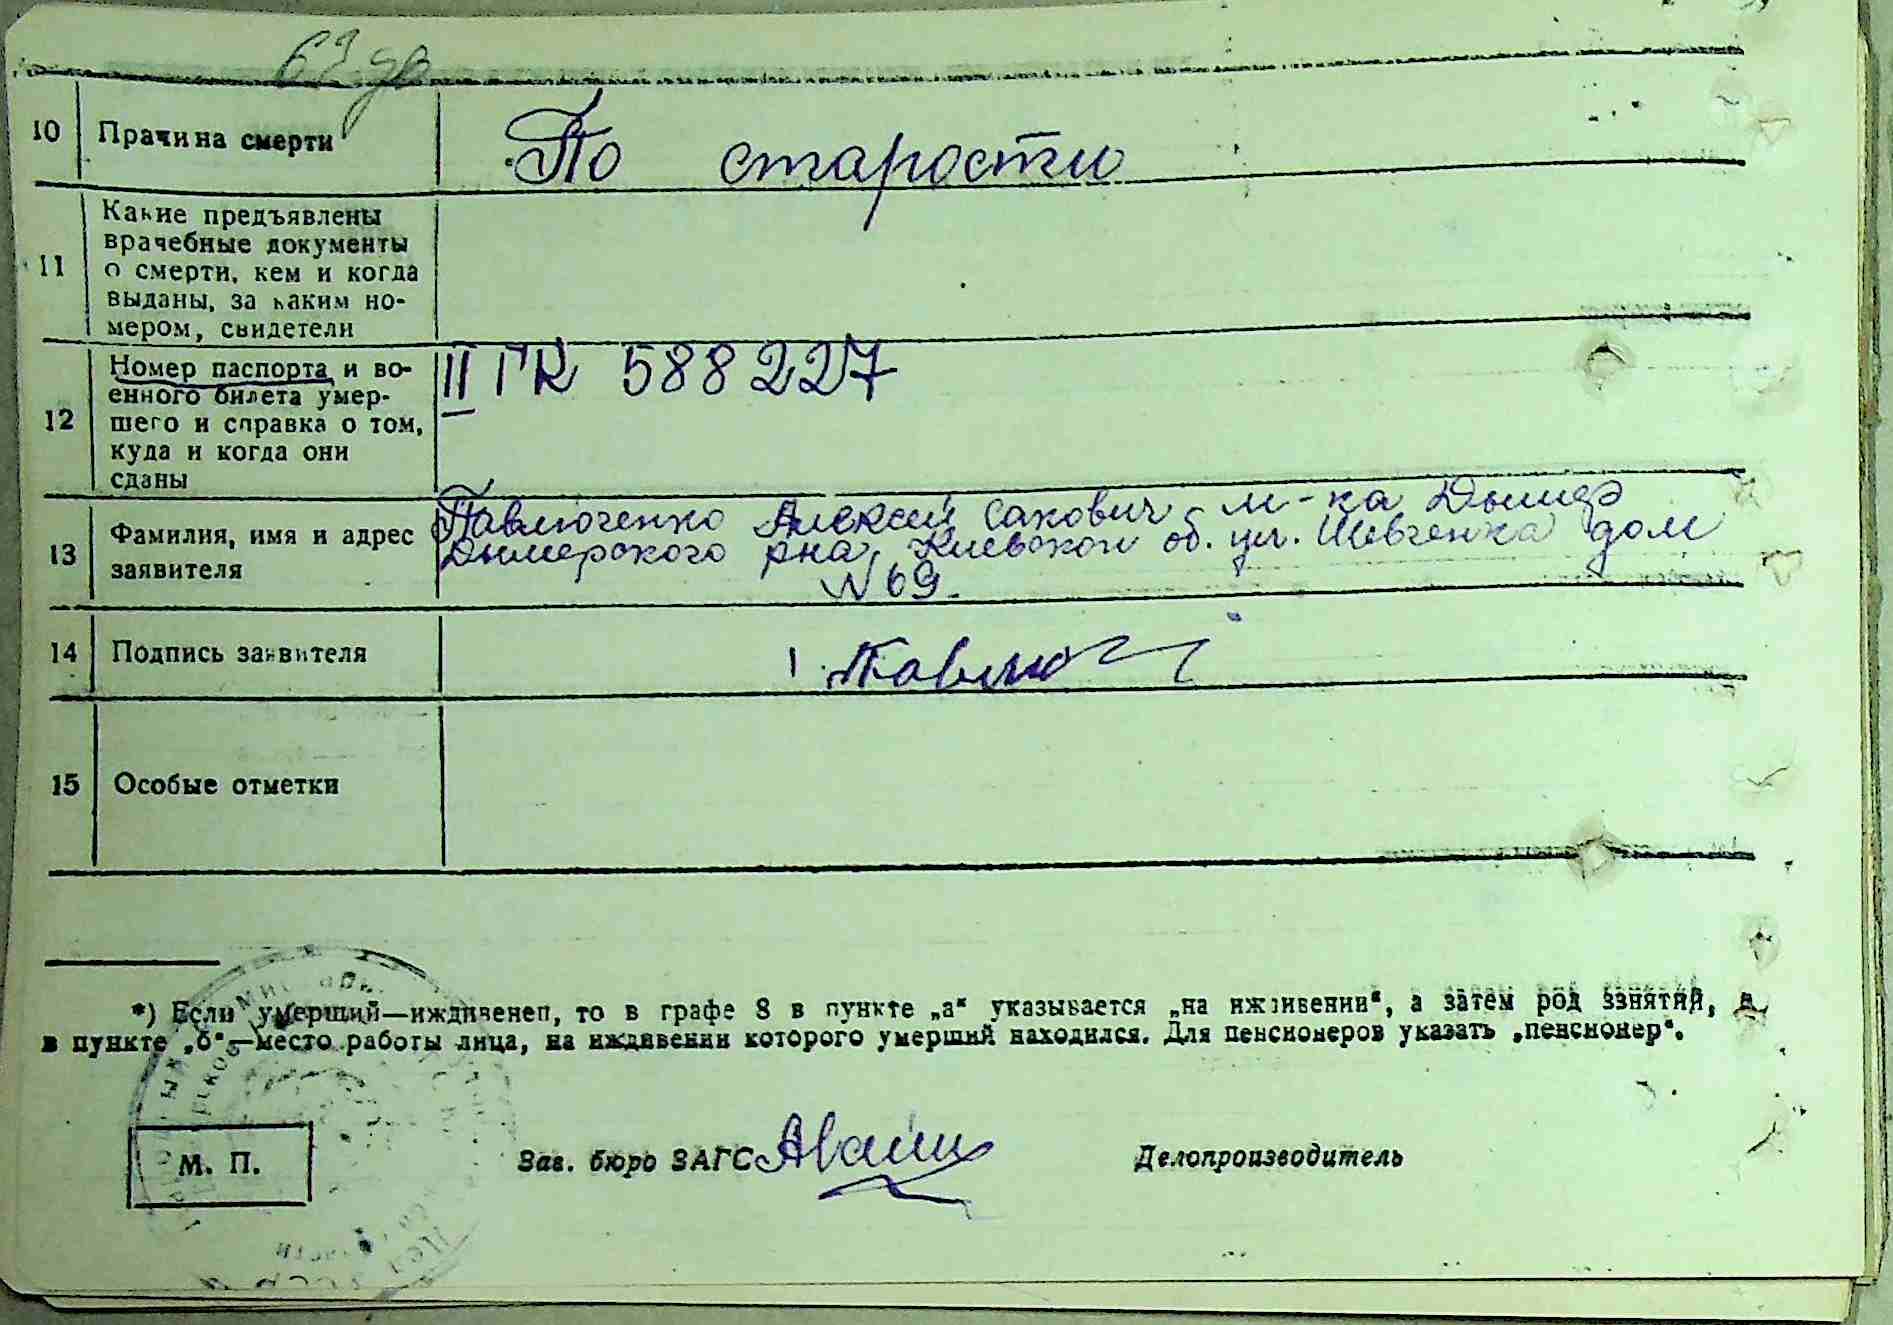 10 Причина смерти По старости
11 Какие предъявлены
врачебные документы
о смерти, кем и когда
выданы, за каким но-
мером, свидетели
12 Номер паспорта и во-
енного билета умер-
шего и справка о том,
куда и когда они
сданы
II ГК 588227
13 Фамилия, имя и адрес
заявителя
Павлюченко Алексей Сакович м-ка Дымер
Дымерского рна, Киевской об. ул. Шевченка дом
N 69.
14 Подпись заявителя
15 Особые отметки
*) Если умерший—иждивенец, то в графе 8 в пункте „а“ указывается „на иждивении“, а затем род занятий, а
в пункте „б“—место работы лица, на иждивении которого умерший находился. Для пенсионеров указать „пенсионер“.
М. П. Зав. бюро ЗАГС Делопроизводитель